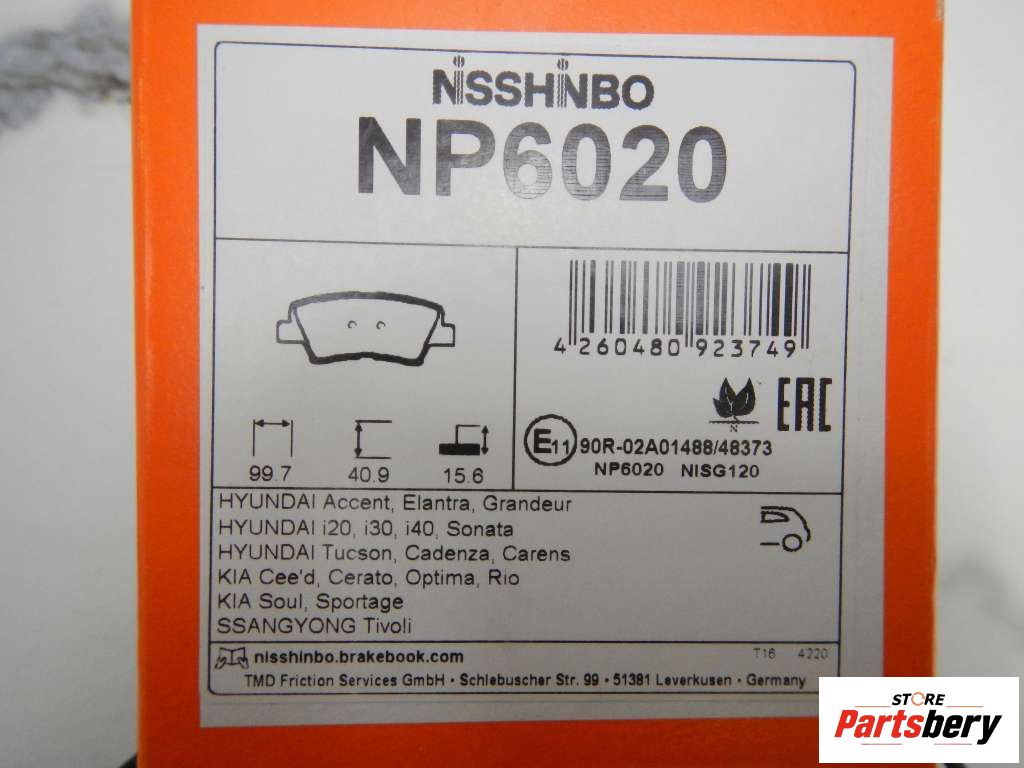 NISSHINBO
NP6020
4 260480 923749
EAC
N
E11 90R-02A01488/48373
NP6020 NISG120
99.7 40.9 15.6
HYUNDAI Accent, Elantra, Grandeur
HYUNDAI i20, i30, i40, Sonata
HYUNDAI Tucson, Cadenza, Carens
KIA Cee'd, Cerato, Optima, Rio
KIA Soul, Sportage
SSANGYONG Tivoli
nisshinbo.brakebook.com T16 4220
TMD Friction Services GmbH • Schlebuscher Str. 99 • 51381 Leverkusen • Germany
STORE
Partsbery